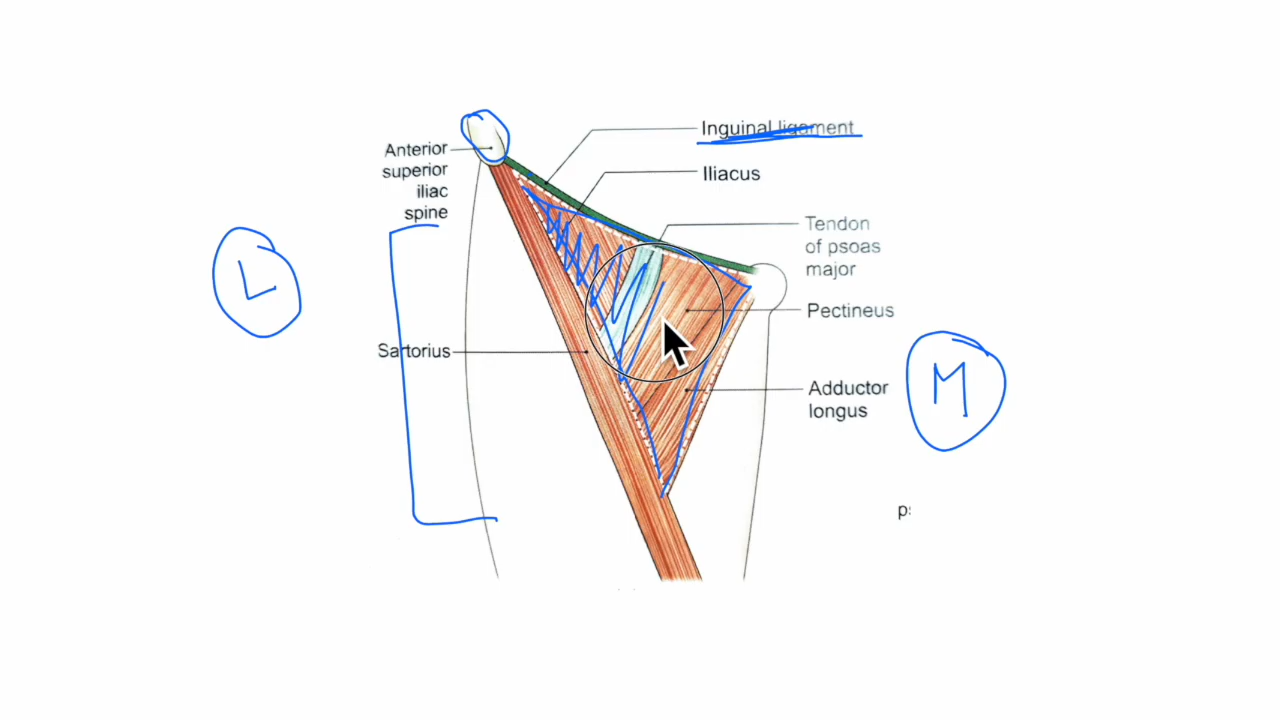 Inguinal ligament
Anterior
superior
iliac
spine
Iliacus
Tendon
of psoas
major
L
Pectineus
Sartorius
M
Adductor
longus